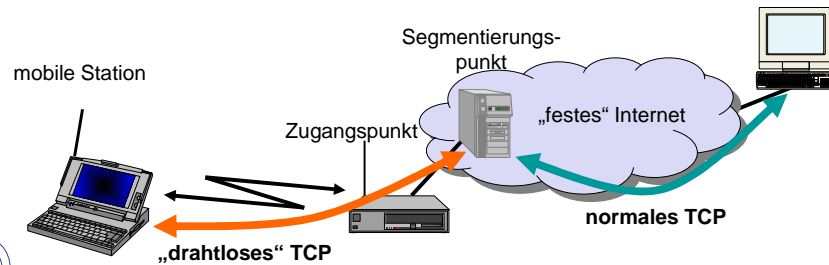 Segmentierungs-
punkt
mobile Station
„festes“ Internet
Zugangspunkt
normales TCP
„drahtloses“ TCP